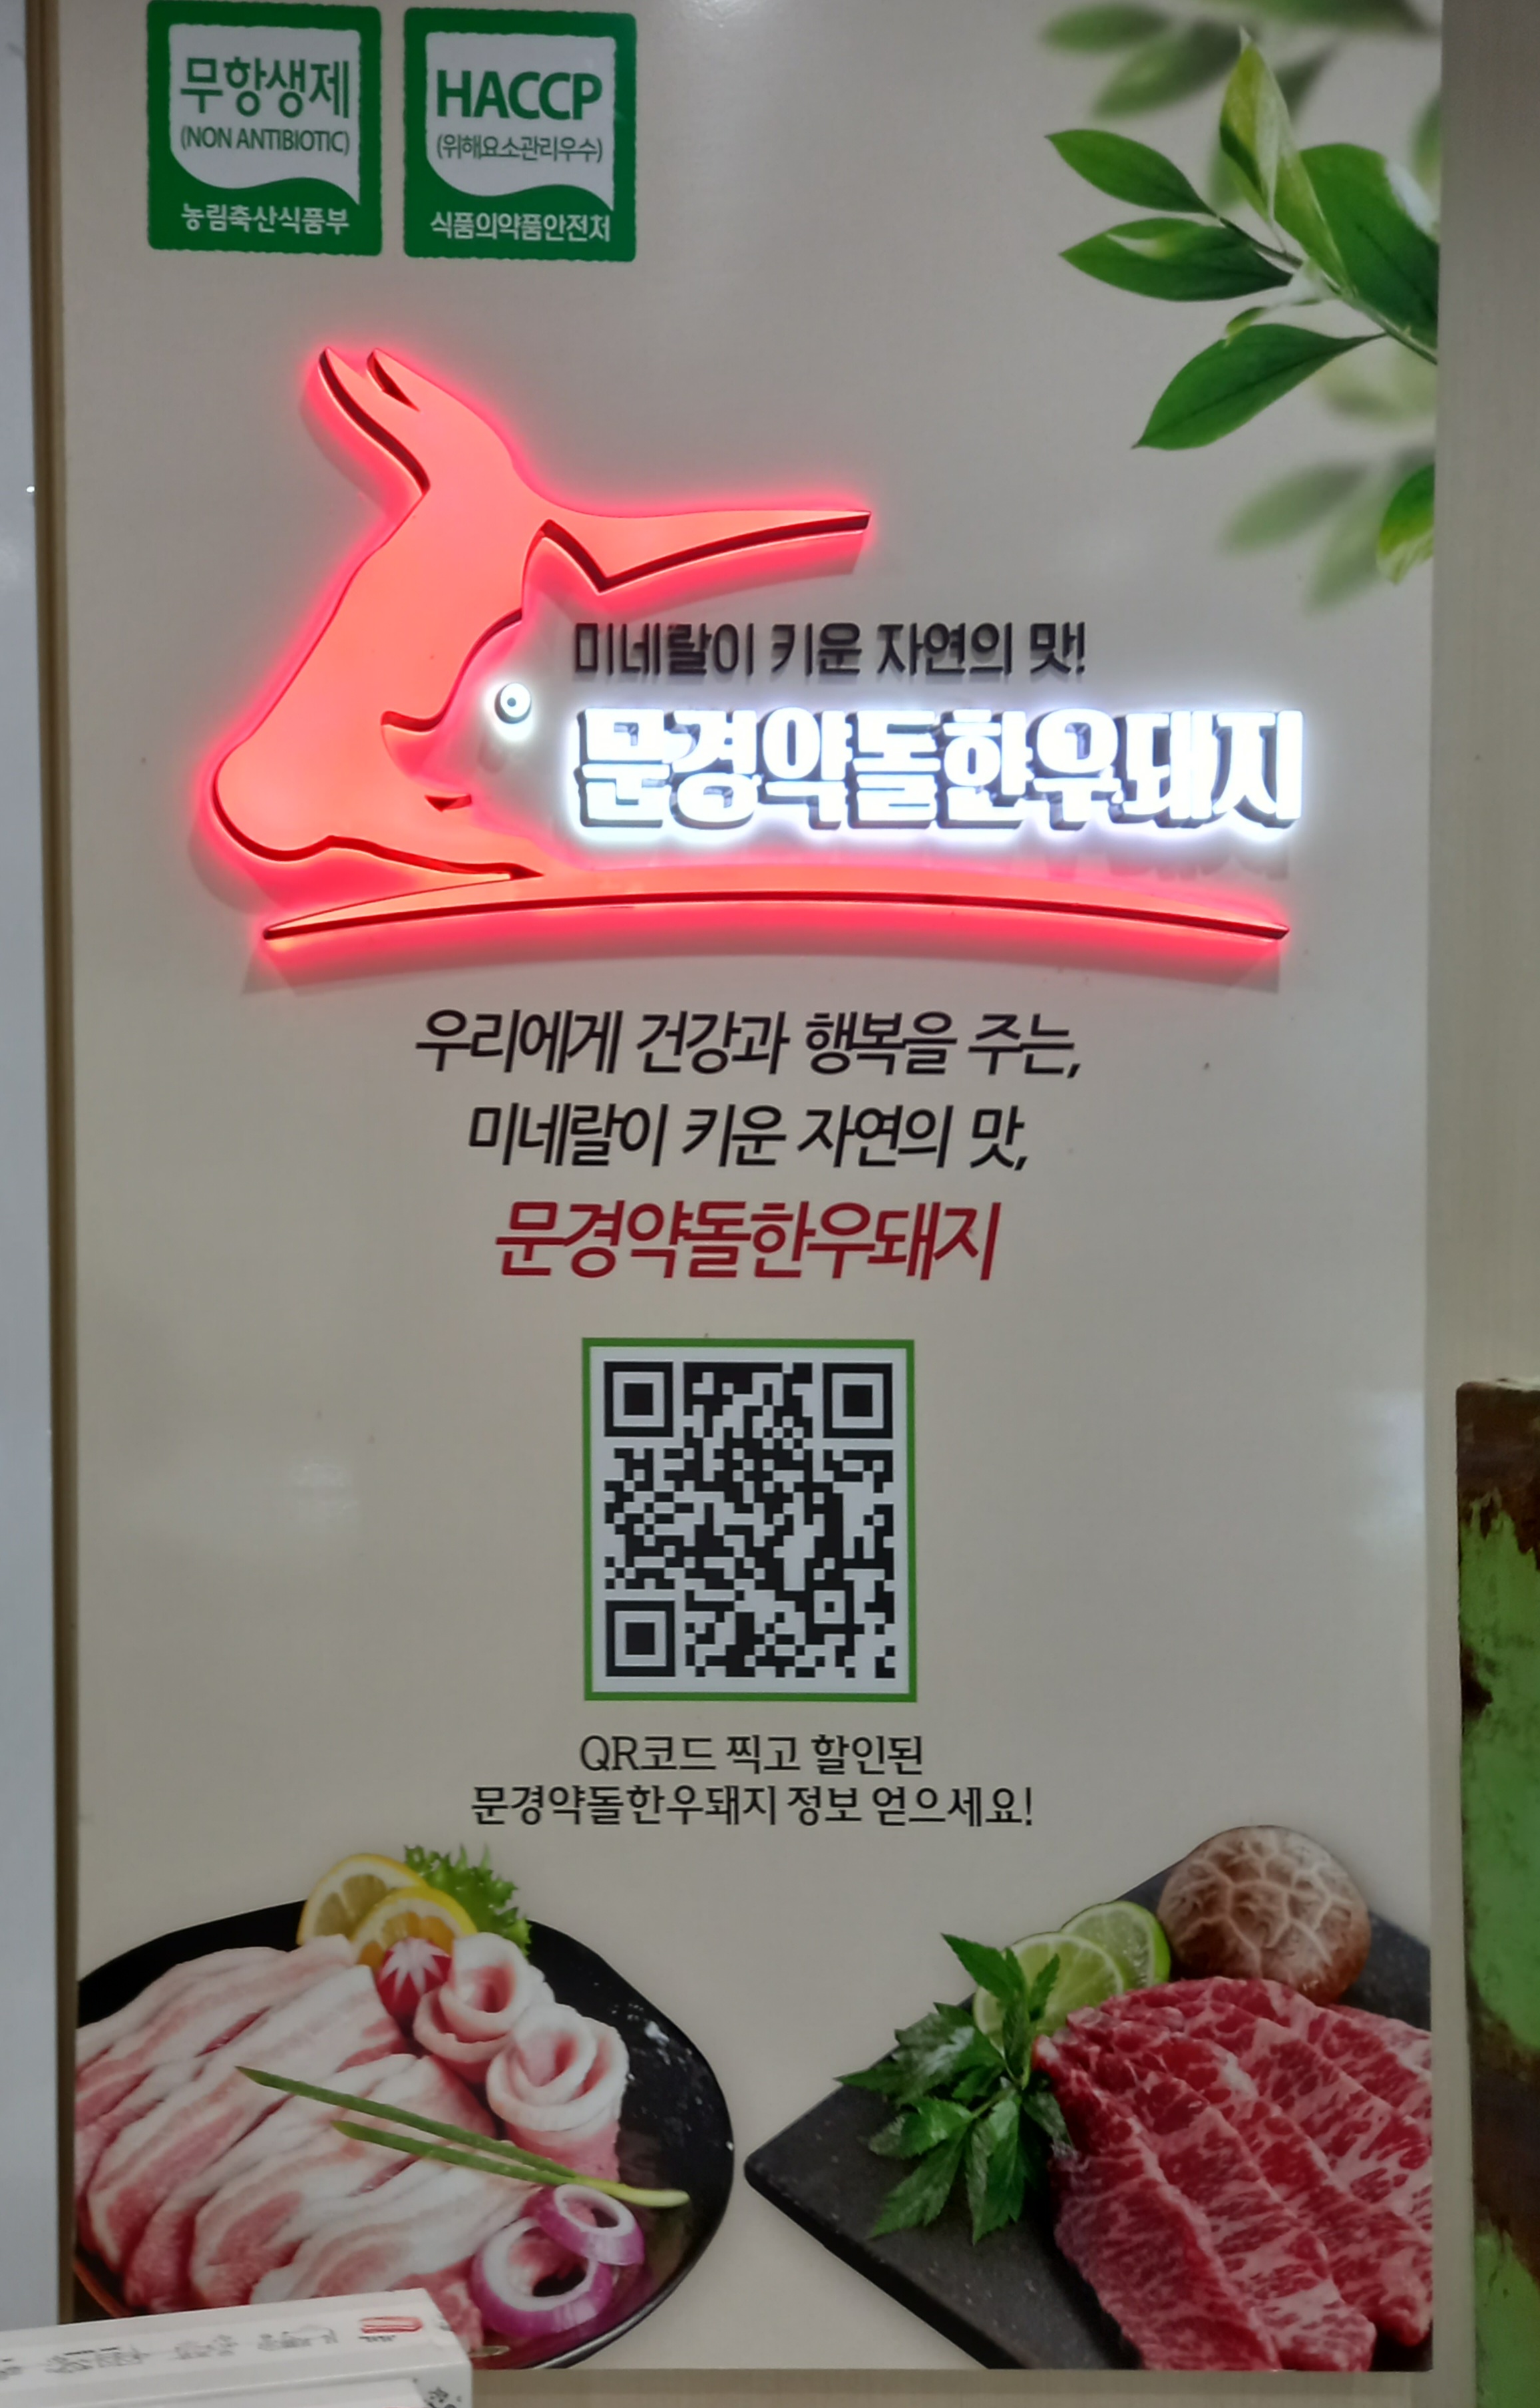 무항생제
(NON ANTIBIOTIC)
농림축산식품부
HACCP
(위해요소관리우수)
식품의약품안전처
미네랄이 키운 자연의 맛!
문경약돌한우돼지
우리에게 건강과 행복을 주는,
미네랄이 키운 자연의 맛,
문경약돌한우돼지
QR코드 찍고 할인된
문경약돌한우돼지 정보 얻으세요!